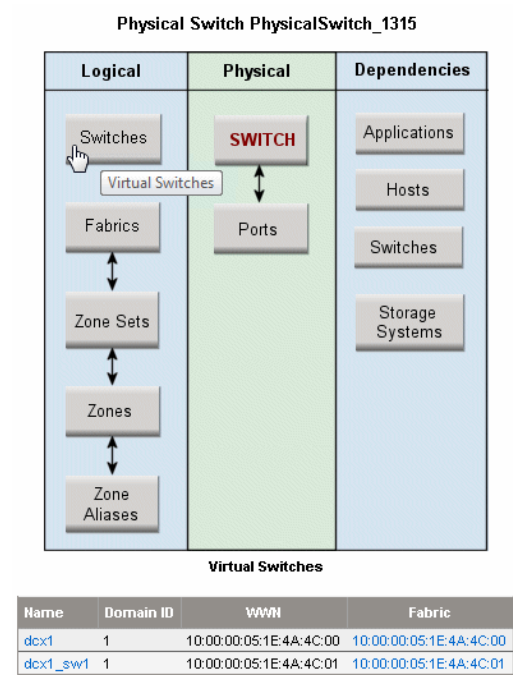 Physical Switch PhysicalSwitch_1315
Logical Physical Dependencies
Switches SWITCH Applications
Virtual Switches
Hosts
Fabrics Ports
Switches
Zone Sets
Storage
Systems
Zones
Zone
Aliases
Virtual Switches
Name Domain ID WWN Fabric
dcx1 1 10:00:00:05:1E:4A:4C:00 10:00:00:05:1E:4A:4C:00
dcx1_sw1 1 10:00:00:05:1E:4A:4C:01 10:00:00:05:1E:4A:4C:01